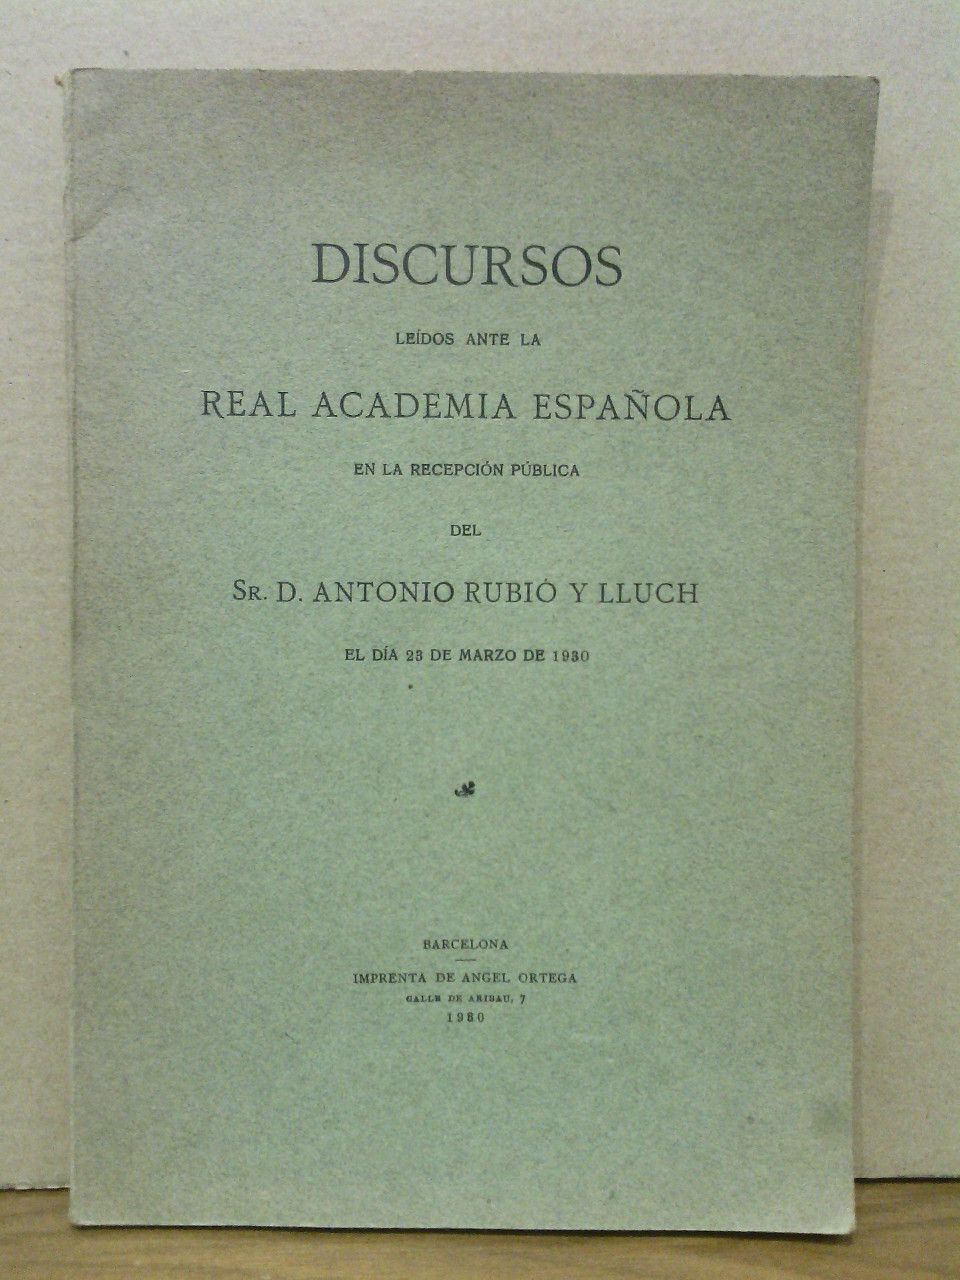 DISCURSOS
LEÍDOS ANTE LA
REAL ACADEMIA ESPAÑOLA
EN LA RECEPCIÓN PÚBLICA
DEL
SR. D. ANTONIO RUBIÓ Y LLUCH
EL DÍA 23 DE MARZO DE 1930
BARCELONA
IMPRENTA DE ANGEL ORTEGA
CALLE DE ARIBAU, 7
1930